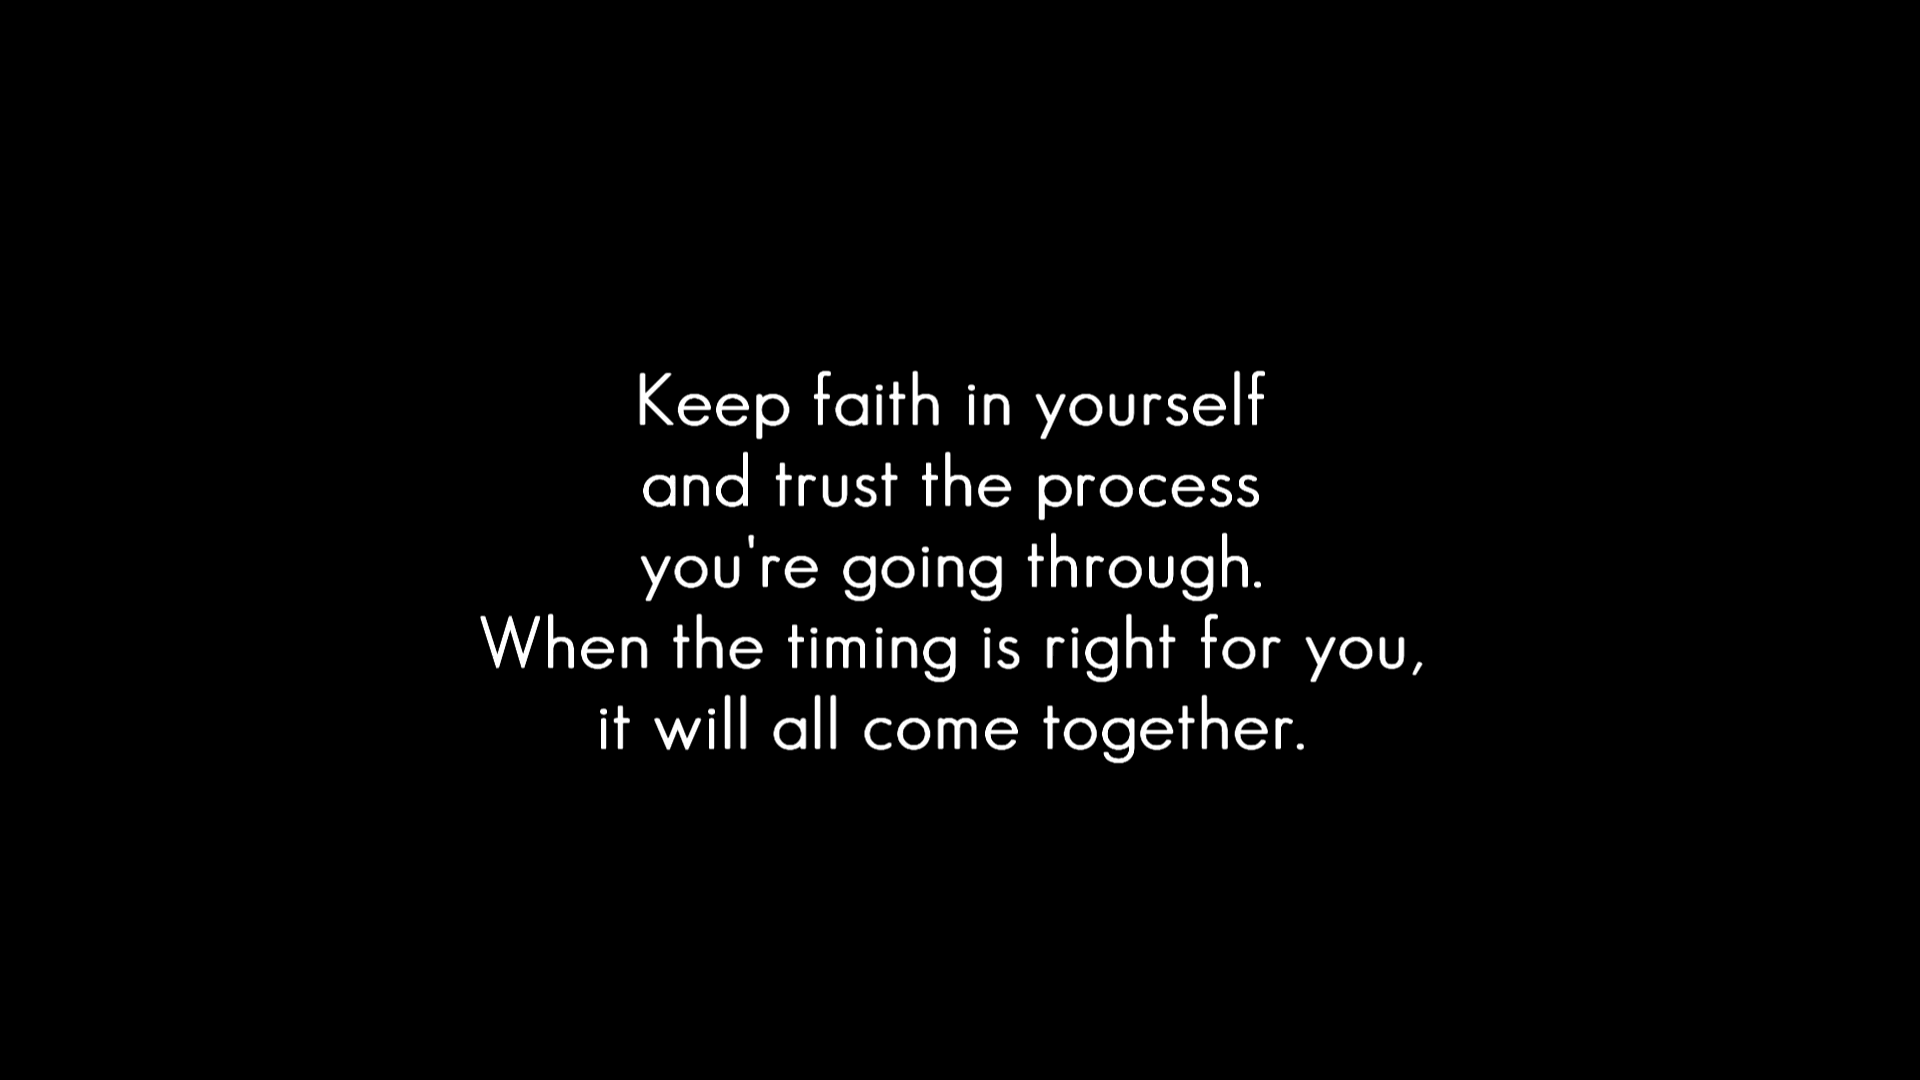 Keep faith in yourself
and trust the process
you're going through.
When the timing is right for you,
it will all come together.